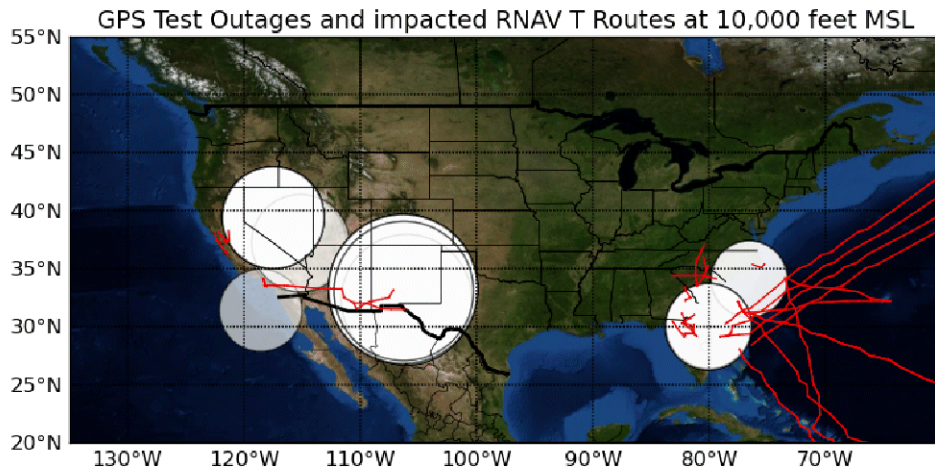 GPS Test Outages and impacted RNAV T Routes at 10,000 feet MSL
55°N
50°N
45°N
40°N
35°N
30°N
25°N
20°N
130°W 120°W 110°W 100°W 90°W 80°W 70°W